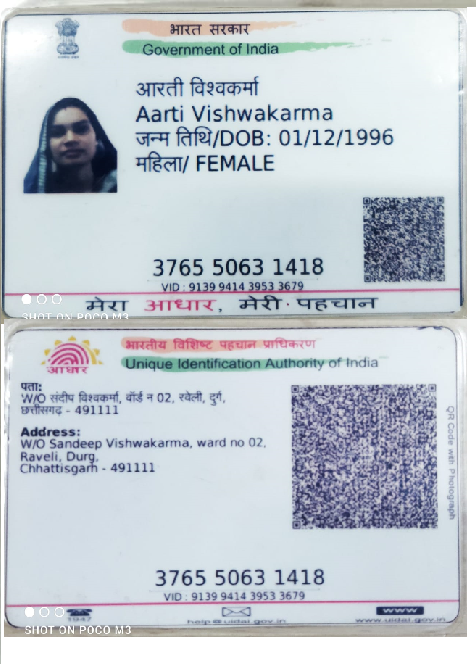 भारत सरकार
Government of India
आरती विश्वकर्मा
Aarti Vishwakarma
जन्म तिथि/DOB: 01/12/1996
महिला/ FEMALE
3765 5063 1418
VID : 9139 9414 3953 3679
मेरा आधार, मेरी पहचान
SHOT ON POCO M3
भारतीय विशिष्ट पहचान प्राधिकरण
Unique Identification Authority of India
आधार
पता:
W/O संदीप विश्वकर्मा, वॉर्ड न 02, रवेली, दुर्ग,
छत्तीसगढ़ - 491111
Address:
W/O Sandeep Vishwakarma, ward no 02,
Raveli, Durg,
Chhattisgarh - 491111
QR Code with Photograph
3765 5063 1418
VID : 9139 9414 3953 3679
1947
help@uidai.gov.in
www
www.uidai.gov.in
SHOT ON POCO M3